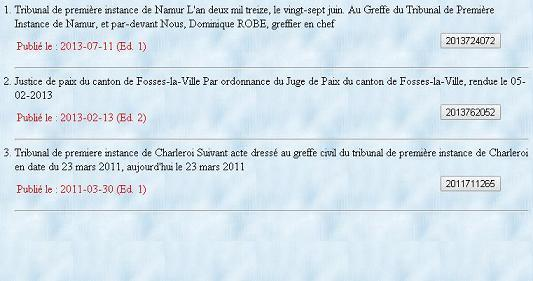 1. Tribunal de première instance de Namur L'an deux mil treize, le vingt-sept juin. Au Greffe du Tribunal de Première
Instance de Namur, et par-devant Nous, Dominique ROBE, greffier en chef
Publié le : 2013-07-11 (Ed. 1)
2013724072
2. Justice de paix du canton de Fosses-la-Ville Par ordonnance du Juge de Paix du canton de Fosses-la-Ville, rendue le 05-
02-2013
Publié le : 2013-02-13 (Ed. 2)
2013762052
3. Tribunal de premiere instance de Charleroi Suivant acte dressé au greffe civil du tribunal de première instance de Charleroi
en date du 23 mars 2011, aujourd'hui le 23 mars 2011
Publié le : 2011-03-30 (Ed. 1)
2011711265